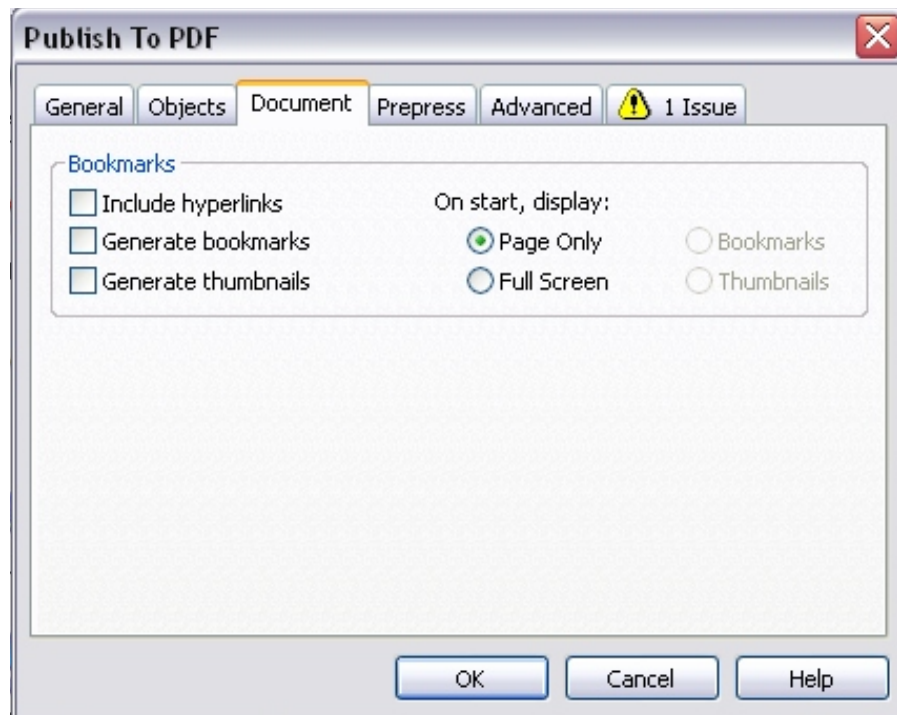 Publish To PDF
General Objects Document Prepress Advanced 1 Issue
Bookmarks
Include hyperlinks On start, display:
Generate bookmarks Page Only Bookmarks
Generate thumbnails Full Screen Thumbnails
OK Cancel Help